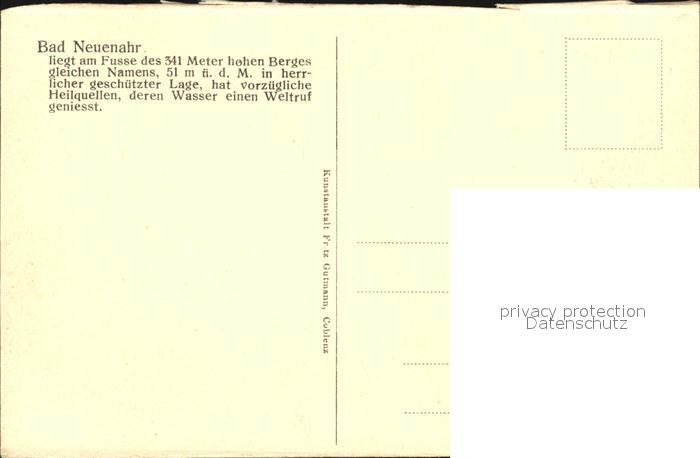 Bad Neuenahr.
liegt am Fusse des 341 Meter hohen Berges
gleichen Namens, 51 m ü. d. M. in herr-
licher geschützter Lage, hat vorzügliche
Heilquellen, deren Wasser einen Weltruf
geniesst.
Kunstanstalt Fritz Gutmann, Coblenz
privacy protection
Datenschutz